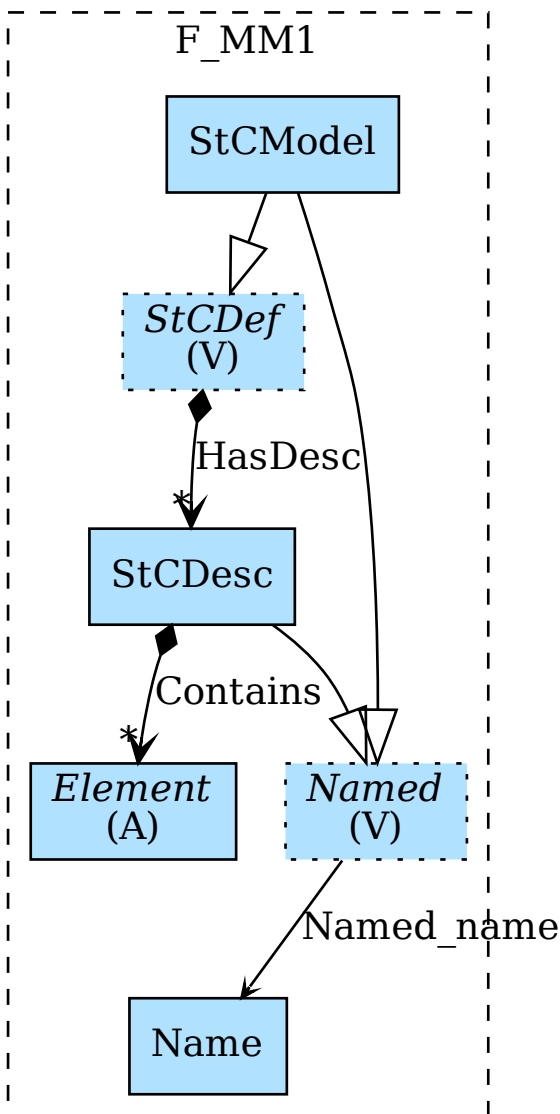 F_MM1
StCModel
StCDef
(V)
HasDesc
*
StCDesc
Contains
*
Element
(A)
Named
(V)
Named_name
Name